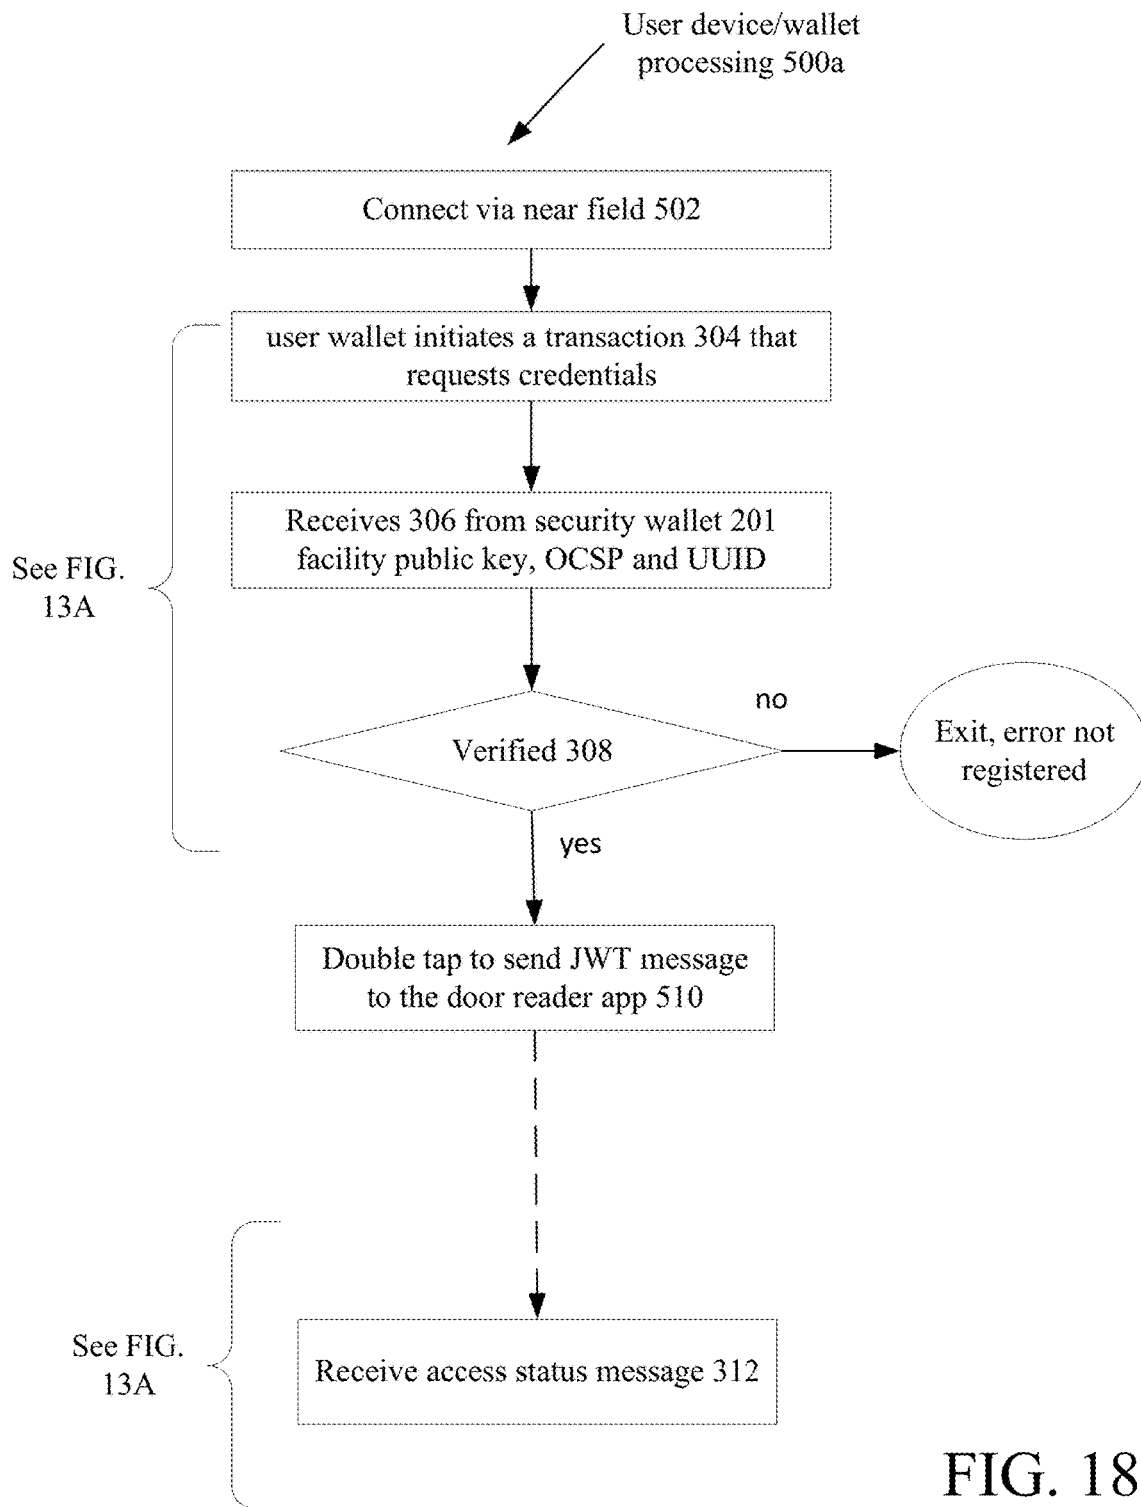 User device/wallet
processing 500a
Connect via near field 502
user wallet initiates a transaction 304 that
requests credentials
Receives 306 from security wallet 201
facility public key, OCSP and UUID
See FIG.
13A
Verified 308
no
Exit, error not
registered
yes
Double tap to send JWT message
to the door reader app 510
See FIG.
13A
Receive access status message 312
FIG. 18